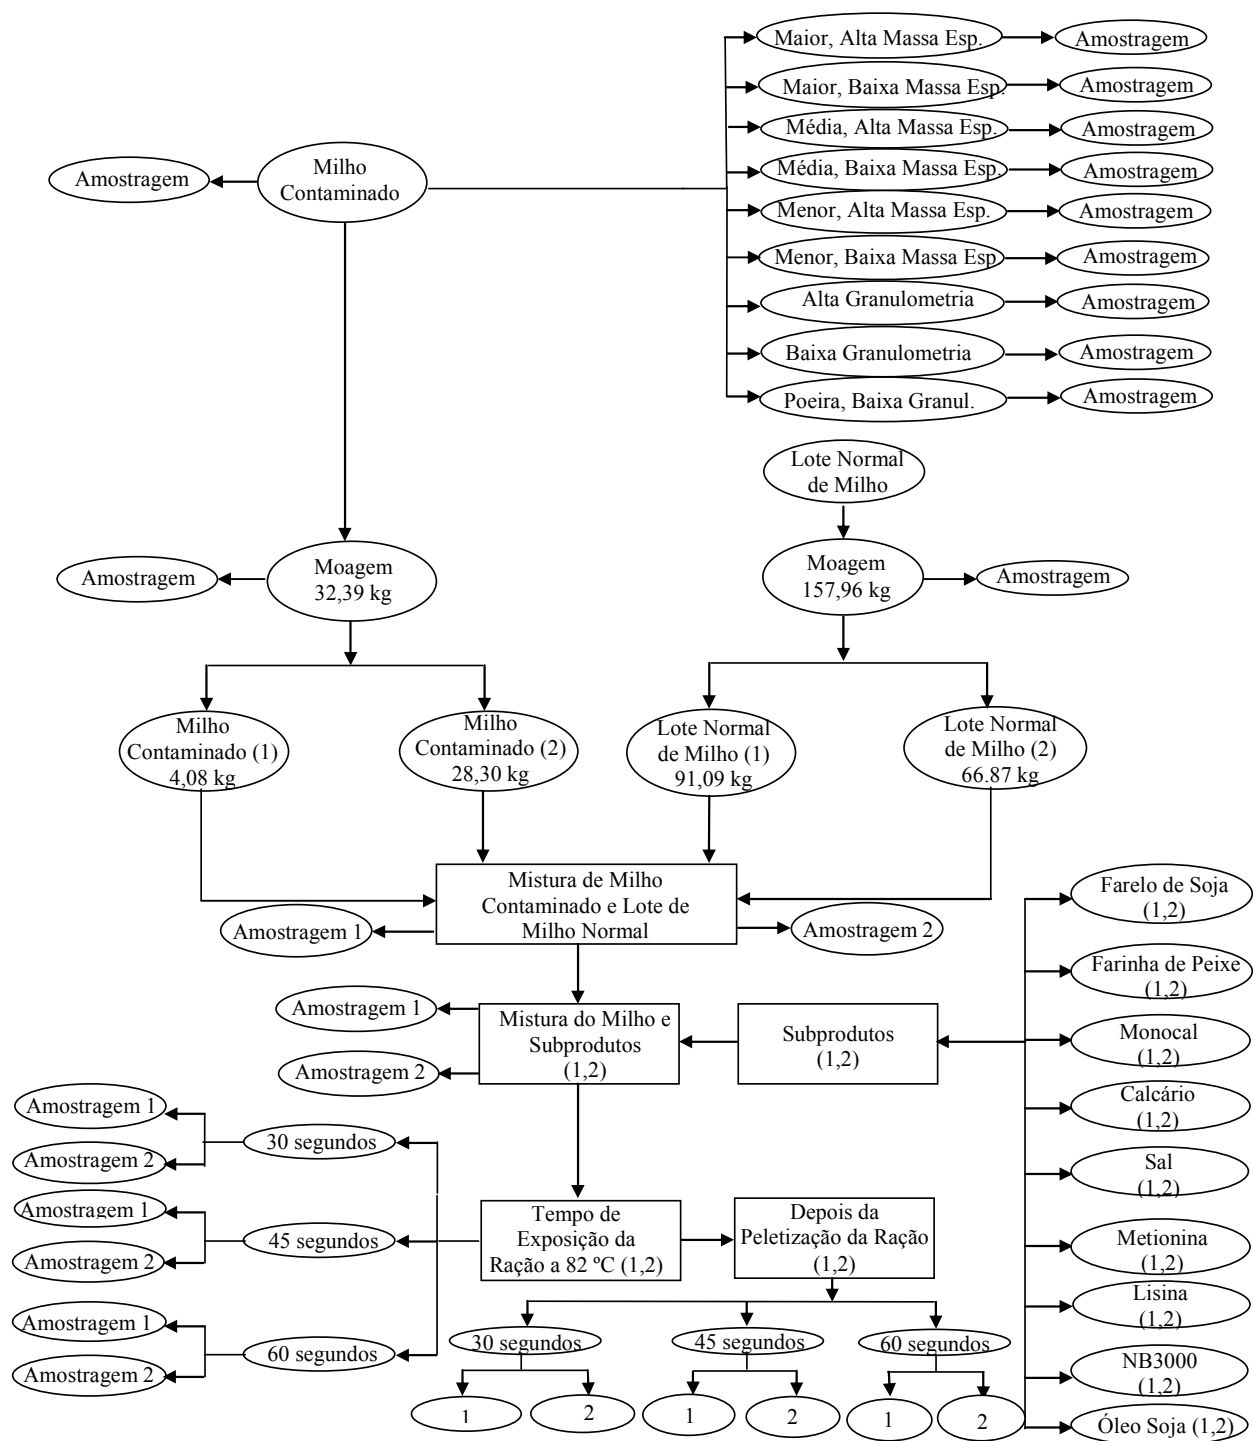 Maior, Alta Massa Esp.
Amostragem
Maior, Baixa Massa Esp.
Amostragem
Média, Alta Massa Esp.
Amostragem
Média, Baixa Massa Esp.
Amostragem
Menor, Alta Massa Esp.
Amostragem
Menor, Baixa Massa Esp
Amostragem
Alta Granulometria
Amostragem
Baixa Granulometria
Amostragem
Poeira, Baixa Granul.
Amostragem
Amostragem
Milho
Contaminado
Lote Normal
de Milho
Amostragem
Moagem
32,39 kg
Moagem
157,96 kg
Amostragem
Milho
Contaminado (1)
4,08 kg
Milho
Contaminado (2)
28,30 kg
Lote Normal
de Milho (1)
91,09 kg
Lote Normal
de Milho (2)
66.87 kg
Mistura de Milho
Contaminado e Lote de
Milho Normal
Amostragem 1
Amostragem 2
Farelo de Soja
(1,2)
Farinha de Peixe
(1,2)
Monocal
(1,2)
Calcário
(1,2)
Sal
(1,2)
Metionina
(1,2)
Lisina
(1,2)
NB3000
(1,2)
Óleo Soja (1,2)
Amostragem 1
Amostragem 2
Mistura do Milho e
Subprodutos
(1,2)
Subprodutos
(1,2)
Amostragem 1
Amostragem 2
30 segundos
Amostragem 1
Amostragem 2
45 segundos
Amostragem 1
Amostragem 2
60 segundos
Tempo de
Exposição da
Ração a 82 ºC (1,2)
Depois da
Peletização da Ração
(1,2)
30 segundos
45 segundos
60 segundos
1
2
1
2
1
2